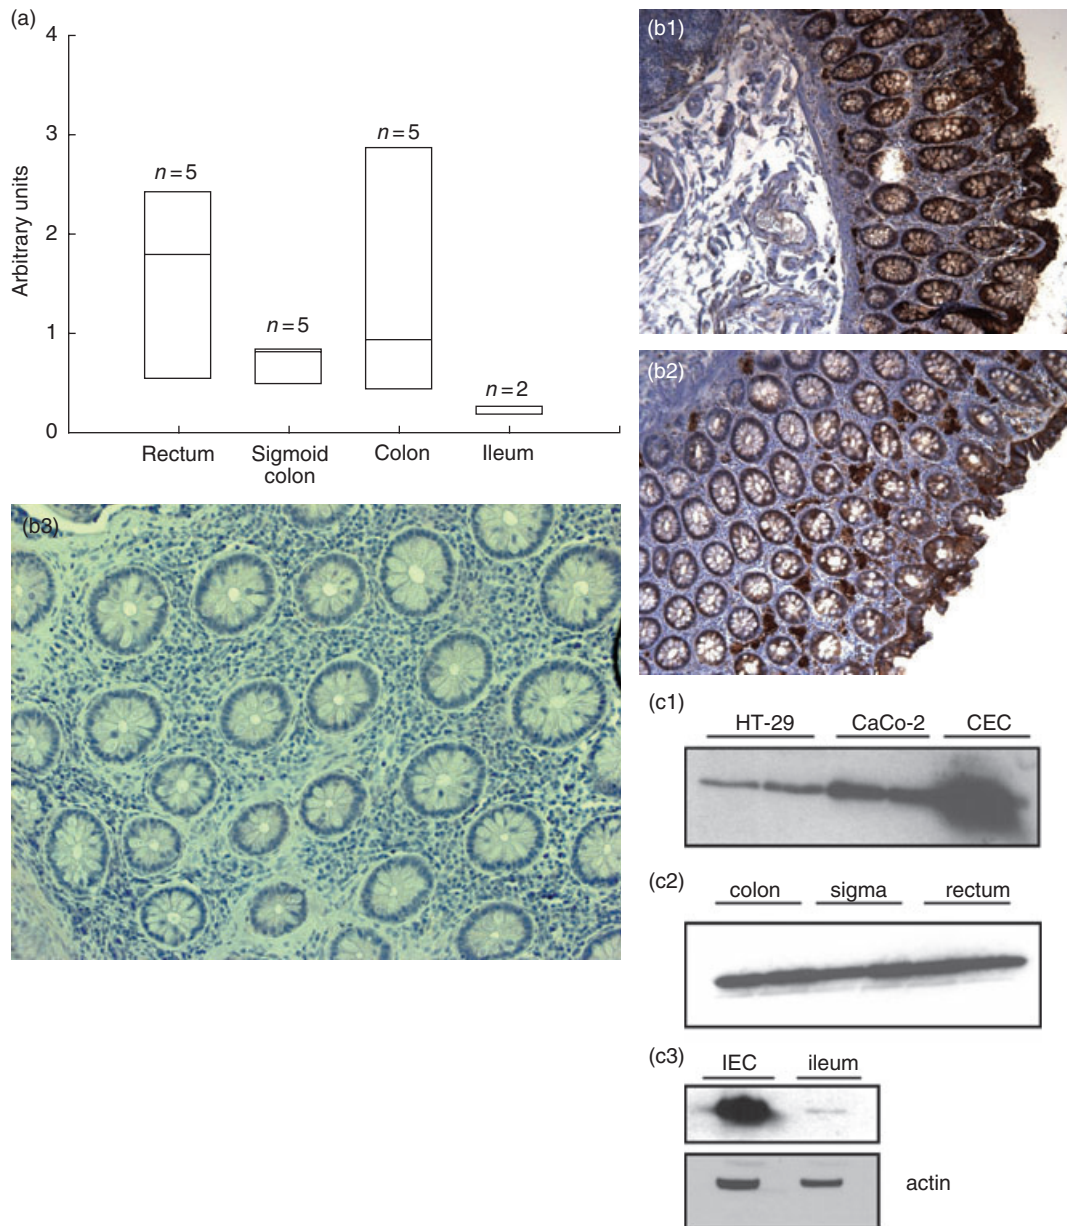 (a)
4
3
2
1
0
Arbitrary units
n = 5
n = 5
n = 5
n = 2
Rectum
Sigmoid
colon
Colon
Ileum
(b1)
(b2)
(b3)
(c1)
HT-29 CaCo-2 CEC
(c2)
colon sigma rectum
(c3)
IEC ileum
actin